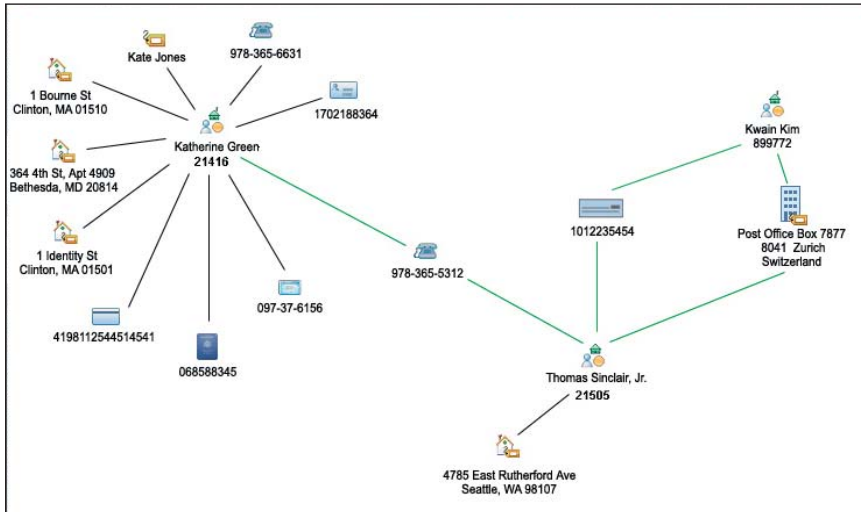 Kate Jones
978-365-6631
1 Bourne St
Clinton, MA 01510
1702188364
Kwain Kim
899772
Katherine Green
21416
364 4th St, Apt 4909
Bethesda, MD 20814
1012235454
Post Office Box 7877
8041 Zurich
Switzerland
1 Identity St
Clinton, MA 01501
978-365-5312
097-37-6156
4198112544514541
068588345
Thomas Sinclair, Jr.
21505
4785 East Rutherford Ave
Seattle, WA 98107